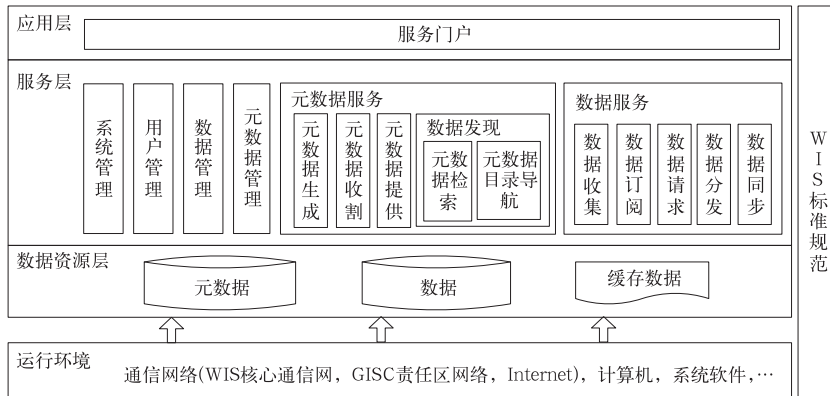 应用层
服务门户
服务层
系统管理
用户管理
数据管理
元数据管理
元数据服务
元数据生成
元数据收割
元数据提供
数据发现
元数据检索
元数据目录导航
数据服务
数据收集
数据订阅
数据请求
数据分发
数据同步
数据资源层
元数据
数据
缓存数据
运行环境
通信网络(WIS核心通信网，GISC责任区网络，Internet)，计算机，系统软件，…
WIS标准规范